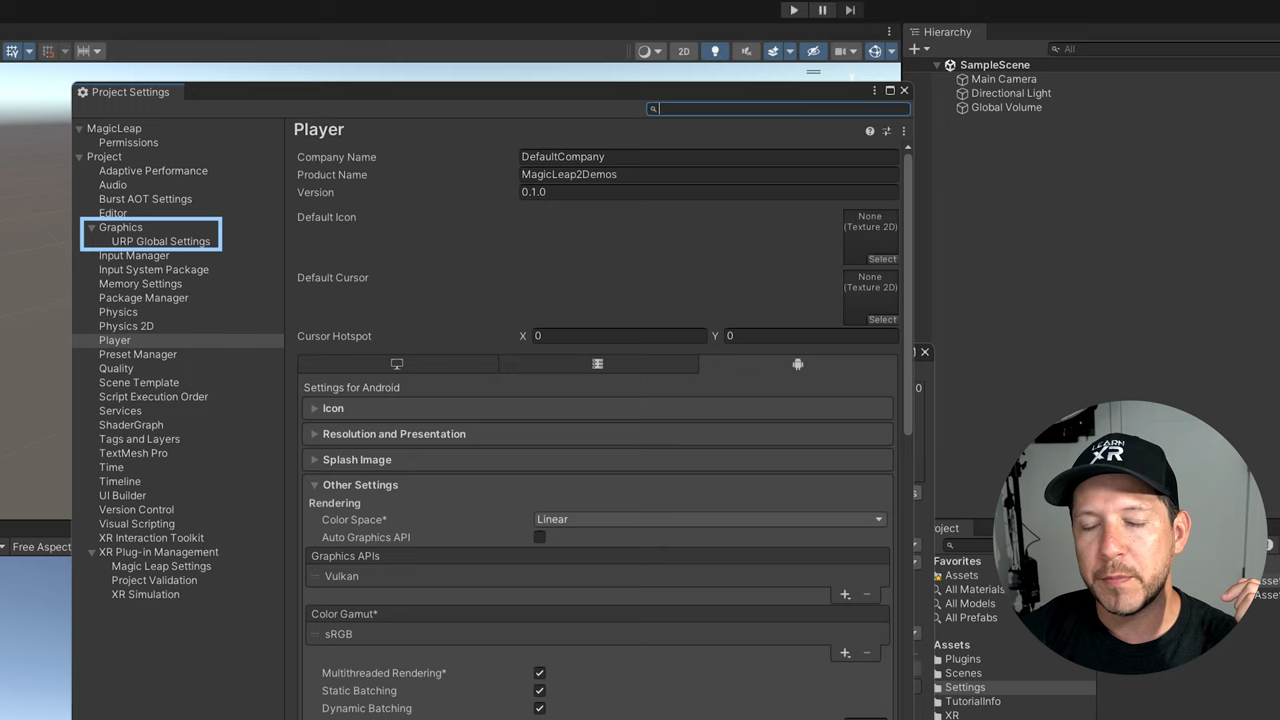 2D
Hierarchy
All
SampleScene
Main Camera
Directional Light
Global Volume
Project Settings
MagicLeap
Permissions
Project
Adaptive Performance
Audio
Burst AOT Settings
Editor
Graphics
URP Global Settings
Input Manager
Input System Package
Memory Settings
Package Manager
Physics
Physics 2D
Player
Preset Manager
Quality
Scene Template
Script Execution Order
Services
ShaderGraph
Tags and Layers
TextMesh Pro
Time
Timeline
UI Builder
Version Control
Visual Scripting
XR Interaction Toolkit
XR Plug-in Management
Magic Leap Settings
Project Validation
XR Simulation
Player
Company Name DefaultCompany
Product Name MagicLeap2Demos
Version 0.1.0
Default Icon
None
(Texture 2D)
Select
Default Cursor
None
(Texture 2D)
Select
Cursor Hotspot X 0 Y 0
Settings for Android
Icon
Resolution and Presentation
Splash Image
Other Settings
Rendering
Color Space* Linear
Auto Graphics API
Graphics APIs
Vulkan
Color Gamut*
sRGB
Multithreaded Rendering*
Static Batching
Dynamic Batching
Free Aspect
0
s
oject
Favorites
Assets
All Materials
All Models
All Prefabs
Assets
Plugins
Scenes
Settings
TutorialInfo
XR
Asse
Asse
LEARN
XR